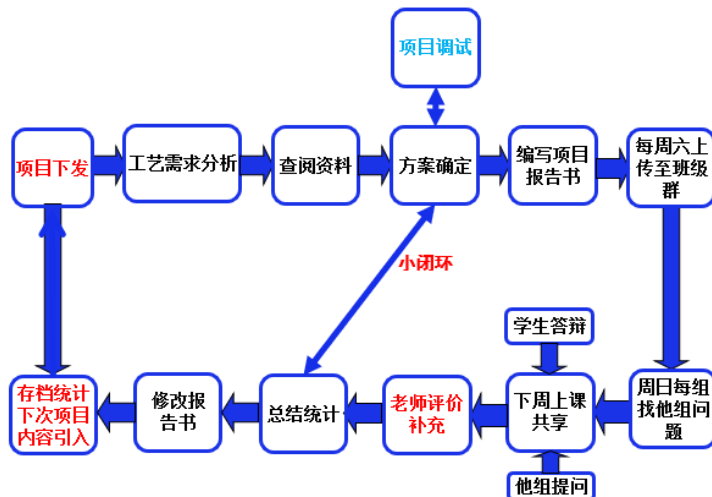 项目调试
项目下发
工艺需求分析
查阅资料
方案确定
编写项目
报告书
每周六上
传至班级
群
小闭环
学生答辩
存档统计
下次项目
内容引入
修改报
告书
总结统计
老师评价
补充
下周上课
共享
周日每组
找他组问
题
他组提问